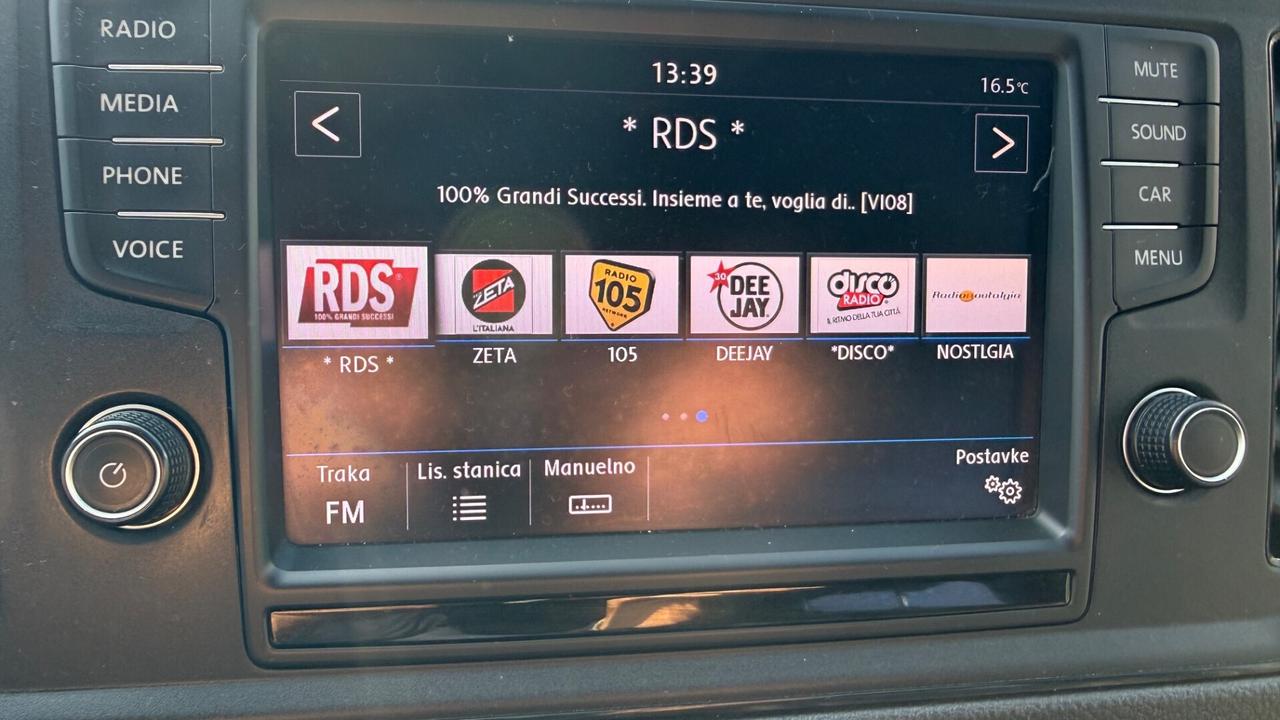 RADIO
MEDIA
PHONE
VOICE
13:39
16.5°C
<
* RDS *
>
100% Grandi Successi. Insieme a te, voglia di.. [VI08]
RDS®
100% GRANDI SUCCESSI
ZETA
L'ITALIANA
RADIO
105
NETWORK
30
DEE
JAY.
disco
RADIO
IL RITMO DELLA TUA CITTÀ
Radionostalgia
* RDS *
ZETA
105
DEEJAY
*DISCO*
NOSTLGIA
Traka
FM
Lis. stanica
Manuelno
Postavke
MUTE
SOUND
CAR
MENU